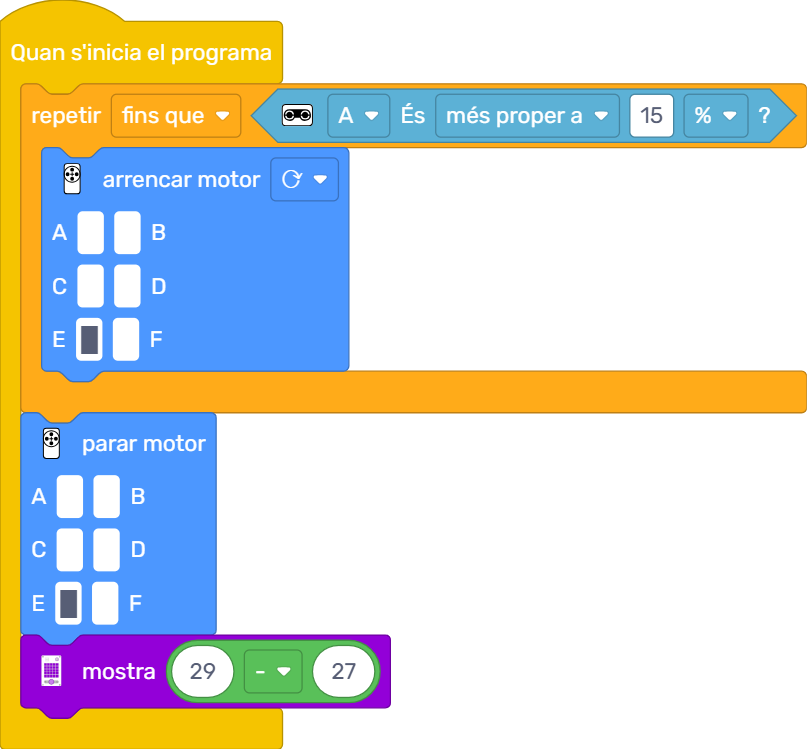 Quan s'inicia el programa
repetir fins que A És més proper a 15 % ?
arrencar motor
A B
C D
E F
parar motor
A B
C D
E F
mostra 29 - 27